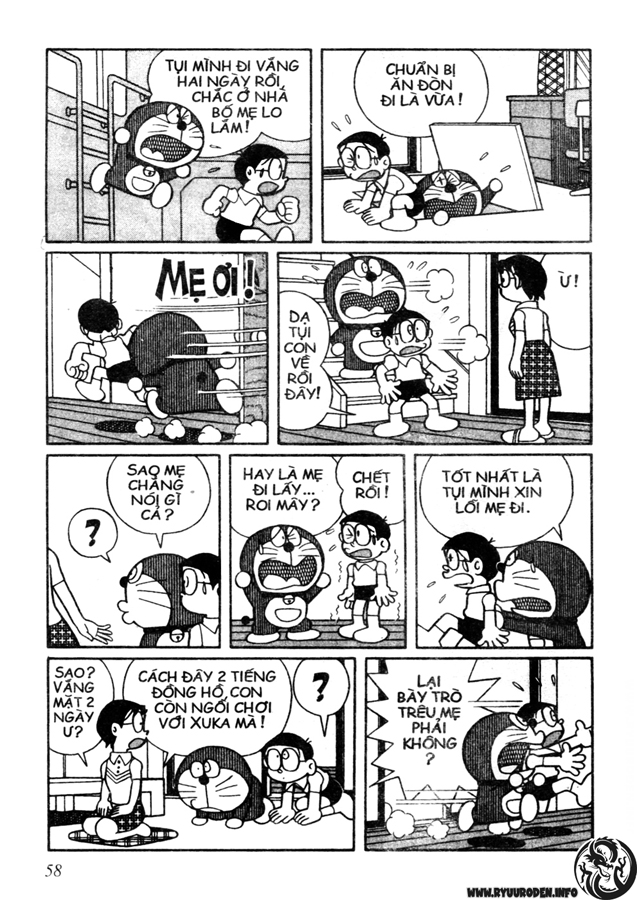 TỤI MÌNH ĐI VẮNG
HAI NGÀY RỒI,
CHẮC Ở NHÀ
BỐ MẸ LO
LẮM!
CHUẨN BỊ
ĂN ĐÒN
ĐI LÀ VỪA!
MẸ ƠI!
DẠ
TỤI
CON
VỀ
RỒI
ĐÂY!
Ừ!
?
SAO MẸ
CHẲNG
NÓI GÌ
CẢ?
HAY LÀ MẸ
ĐI LẤY...
ROI MÂY?
CHẾT
RỒI!
TỐT NHẤT LÀ
TỤI MÌNH XIN
LỖI MẸ ĐI.
SAO?
VẮNG
MẶT 2
NGÀY
Ư?
CÁCH ĐÂY 2 TIẾNG
ĐỒNG HỒ, CON
CÒN NGỒI CHƠI
VỚI XUKA MÀ!
?
LẠI
BÀY TRÒ
TRÊU MẸ
PHẢI
KHÔNG
?
58
WWW.RYUURODEN.INFO